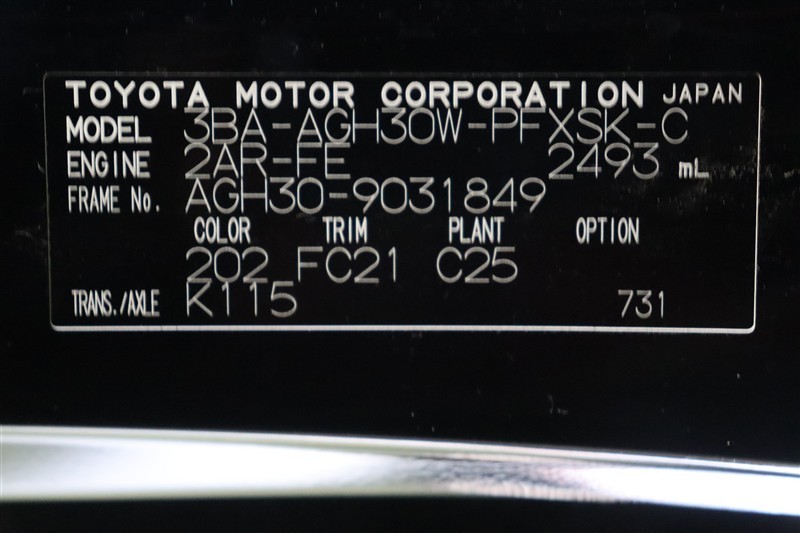 TOYOTA MOTOR CORPORATION JAPAN
MODEL 3BA-AGH30W-PFXSK-C
ENGINE 2AR-FE 2493 mL
FRAME No. AGH30-9031849
COLOR TRIM PLANT OPTION
202 FC21 C25
TRANS./AXLE K115 731